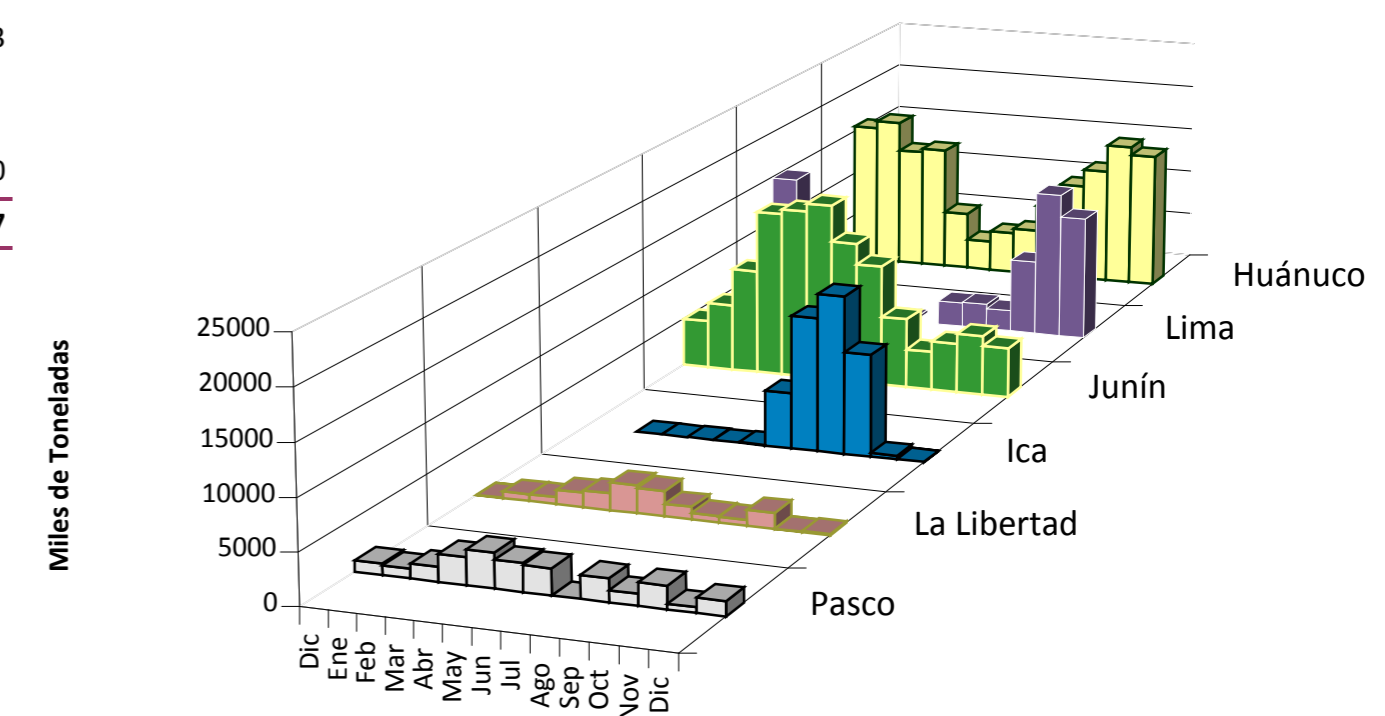 Miles de Toneladas
25000
20000
15000
10000
5000
0
Dic
Ene
Feb
Mar
Abr
May
Jun
Jul
Ago
Sep
Oct
Nov
Dic
Huánuco
Lima
Junín
Ica
La Libertad
Pasco